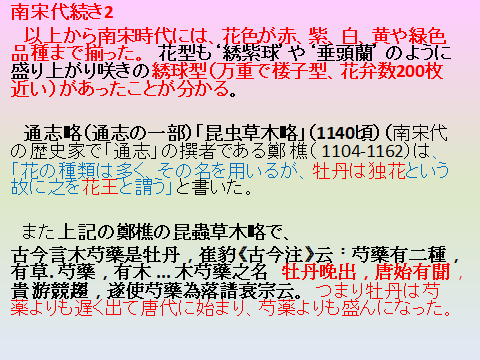 南宋代続き2
以上から南宋時代には、花色が赤、紫、白、黄や緑色
品種まで揃った。 花型も‘綉紫球’や‘垂頭蘭’のように
盛り上がり咲きの綉球型（万重で楼子型、花弁数200枚
近い）があったことが分かる。
通志略（通志の一部）「昆虫草木略」（1140頃）（南宋代
の歴史家で「通志」の撰者である鄭樵（ 1104-1162）は、
「花の種類は多く、その名を用いるが、牡丹は独花という
故に之を花王と謂う」と書いた。
また上記の鄭樵の昆蟲草木略で、
古今言木芍藥是牡丹，崔豹《古今注》云：芍藥有二種，
有草.芍藥，有木 ... 木芍藥之名 牡丹晚出，唐始有聞，
貴游競趨，遂使芍藥為落譜衰宗云。 つまり牡丹は芍
薬よりも遅く出て唐代に始まり、芍薬よりも盛んになった。